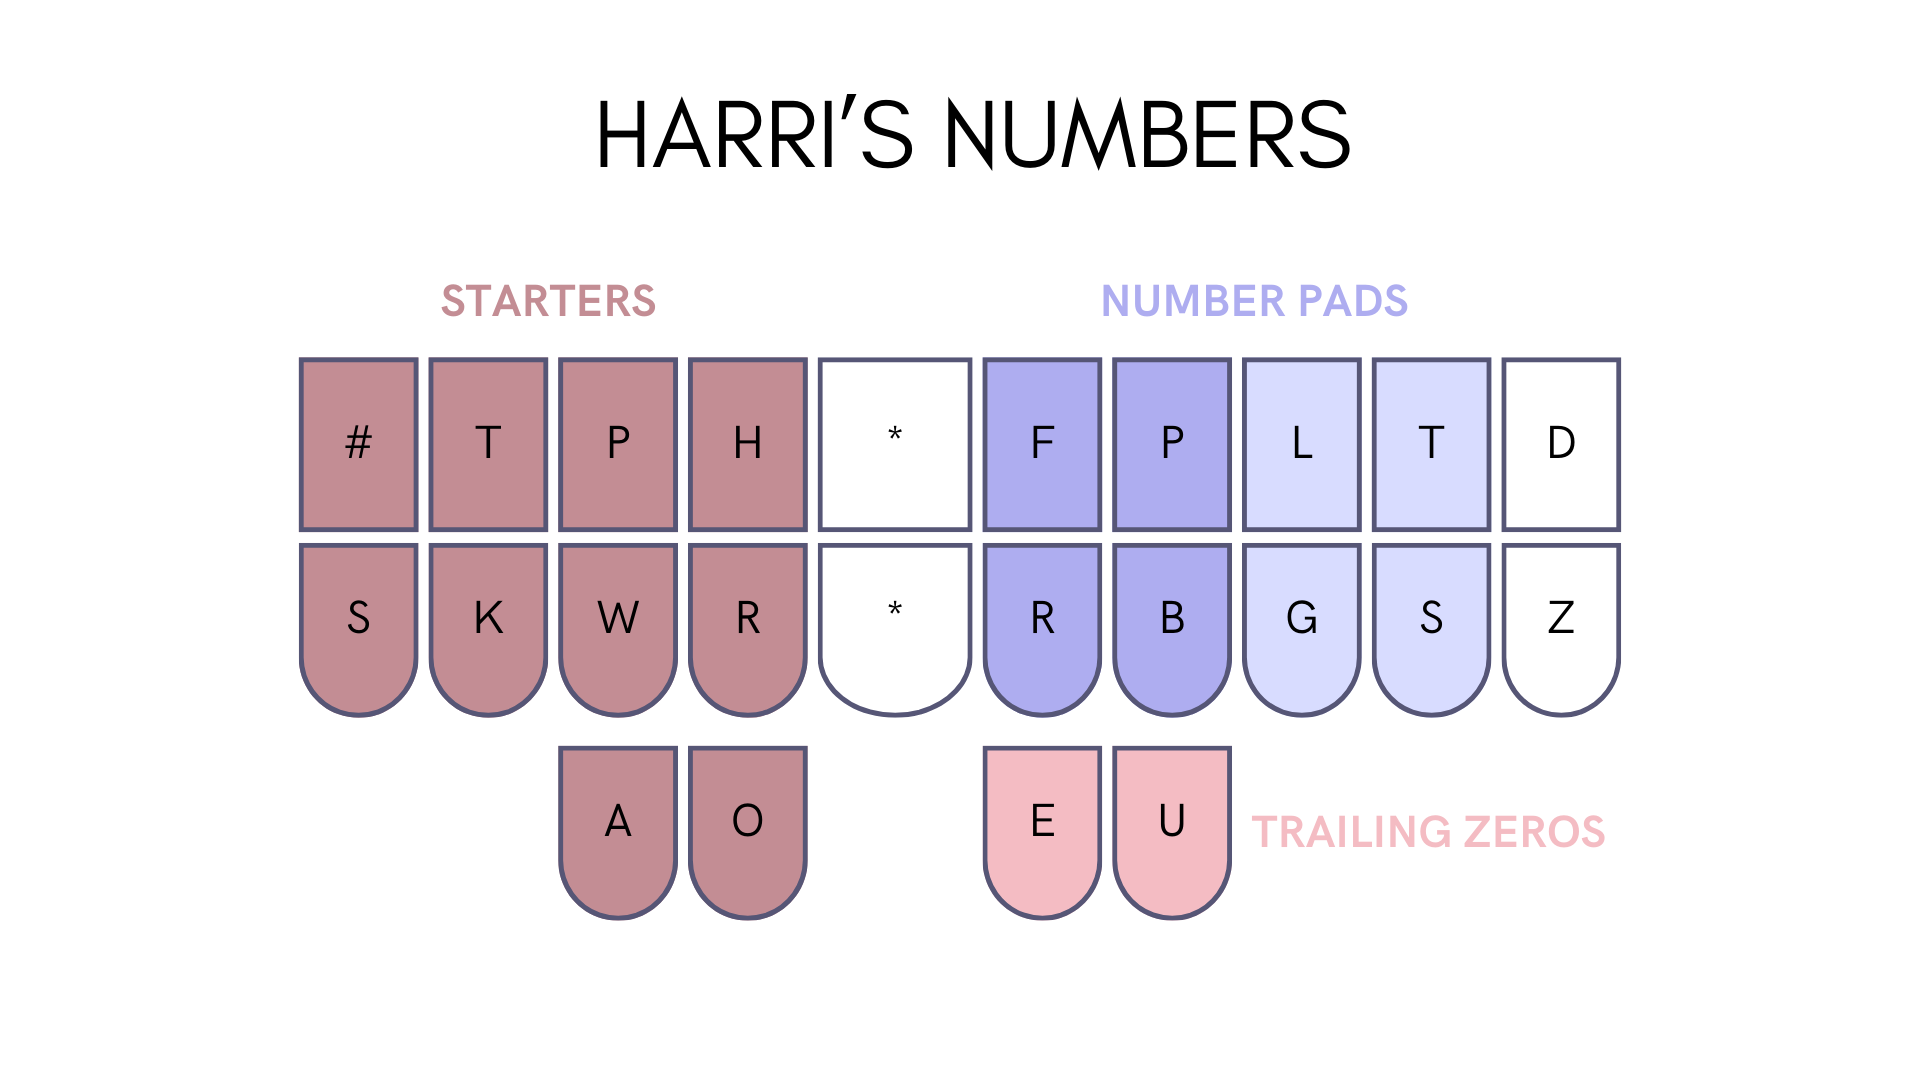 HARRI'S NUMBERS
STARTERS NUMBER PADS
# T P H * F P L T D
S K W R * R B G S Z
A O E U TRAILING ZEROS